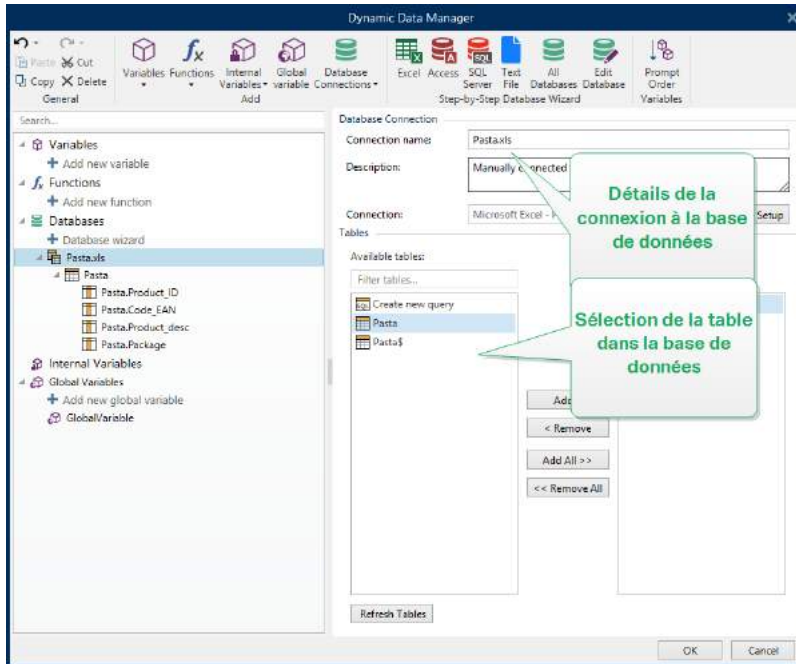 Dynamic Data Manager
Paste Cut
Copy Delete
General
Variables Functions Internal Variables Global variable Database Connections
Add
Excel Access SQL Server Text File All Databases Edit Database
Step-by-Step Database Wizard
Prompt Order
Variables
Search...
Variables
Add new variable
Functions
Add new function
Databases
Database wizard
Pasta.xls
Pasta
Pasta.Product_ID
Pasta.Code_EAN
Pasta.Product_desc
Pasta.Package
Internal Variables
Global Variables
Add new global variable
GlobalVariable
Database Connection
Connection name: Pasta.xls
Description: Manually connected
Connection: Microsoft Excel - Setup
Détails de la
connexion à la base
de données
Tables
Available tables:
Filter tables...
Create new query
Pasta
Pasta$
Sélection de la table
dans la base de
données
Add
< Remove
Add All >>
<< Remove All
Refresh Tables
OK Cancel